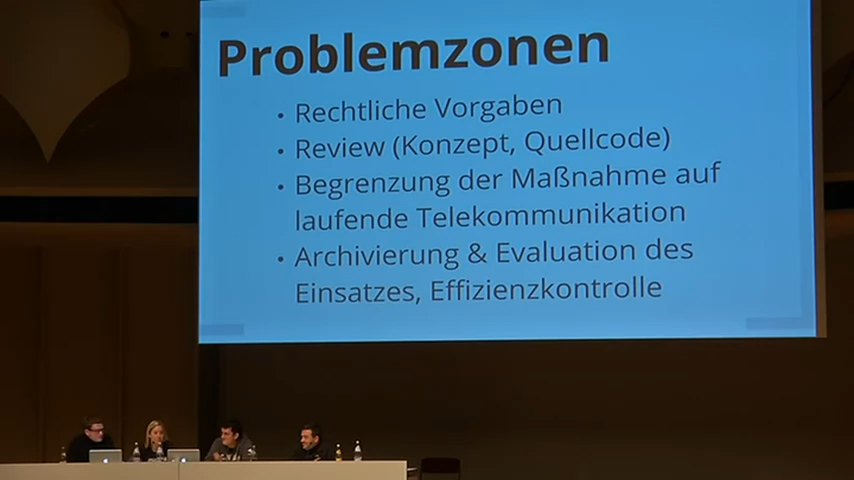 Problemzonen
• Rechtliche Vorgaben
• Review (Konzept, Quellcode)
• Begrenzung der Maßnahme auf
laufende Telekommunikation
• Archivierung & Evaluation des
Einsatzes, Effizienzkontrolle